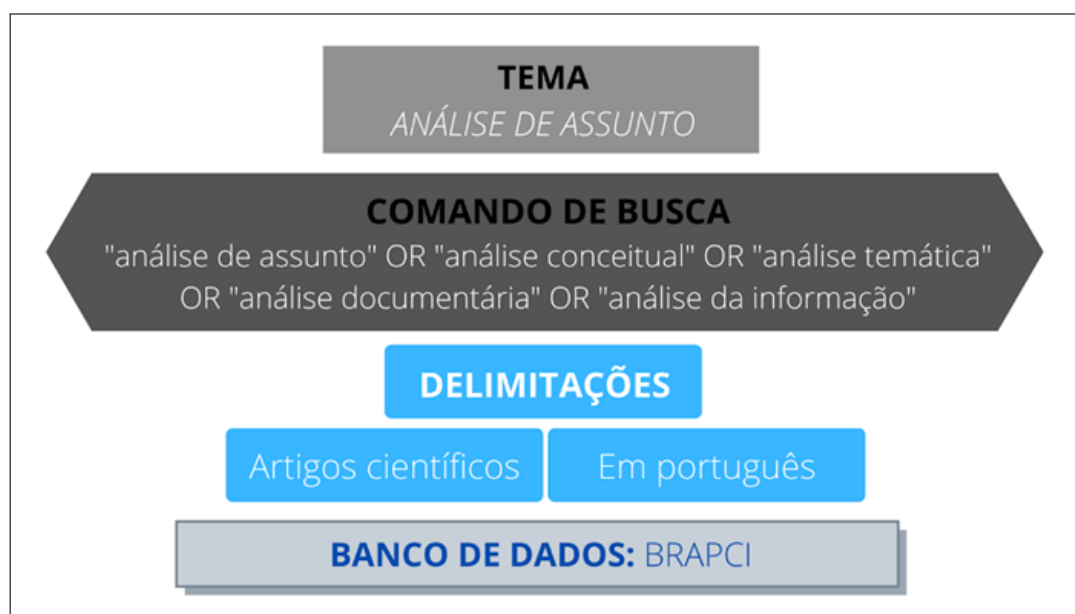 TEMA
ANÁLISE DE ASSUNTO
COMANDO DE BUSCA
"análise de assunto" OR "análise conceitual" OR "análise temática"
OR "análise documentária" OR "análise da informação"
DELIMITAÇÕES
Artigos científicos
Em português
BANCO DE DADOS: BRAPCI